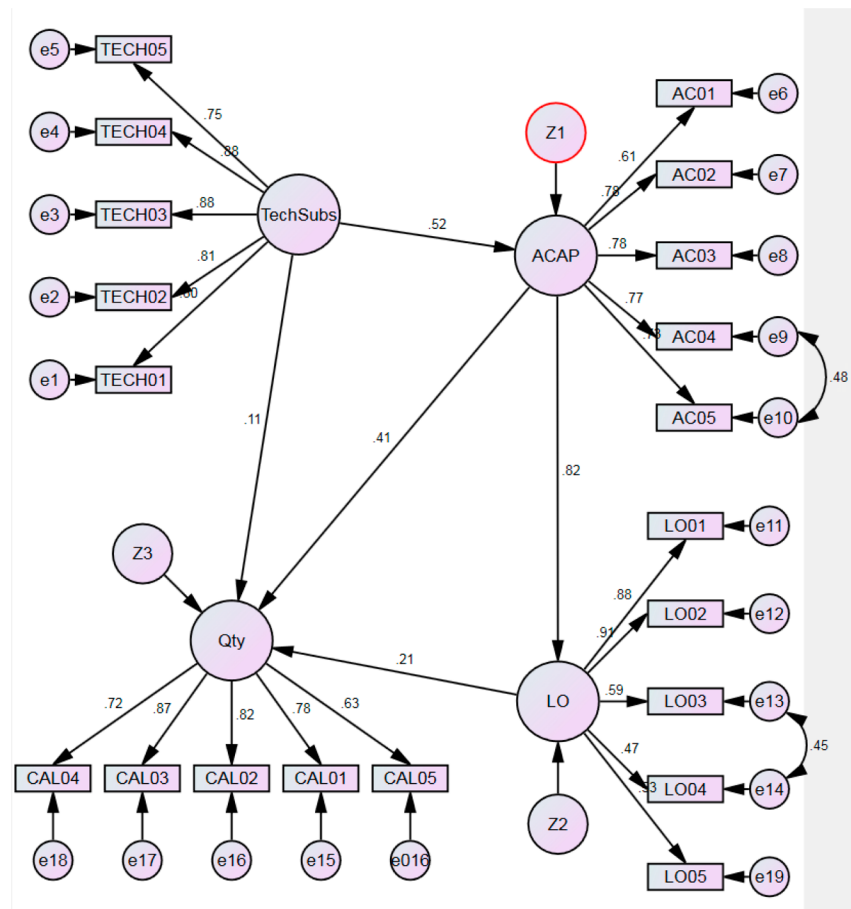 e5
TECH05
.75
e4
TECH04
.88
e3
TECH03
.88
TechSubs
.81
e2
TECH02
e1
TECH01
.52
Z1
ACAP
AC01
e6
.61
AC02
e7
.78
AC03
e8
.78
.77
AC04
e9
AC05
e10
.48
.11
.41
.82
Z3
Qty
.21
LO
Z2
LO01
e11
.88
LO02
e12
.91
LO03
e13
.59
.47
LO04
e14
.45
LO05
e19
.72
.87
.82
.78
.63
CAL04
CAL03
CAL02
CAL01
CAL05
e18
e17
e16
e15
e016